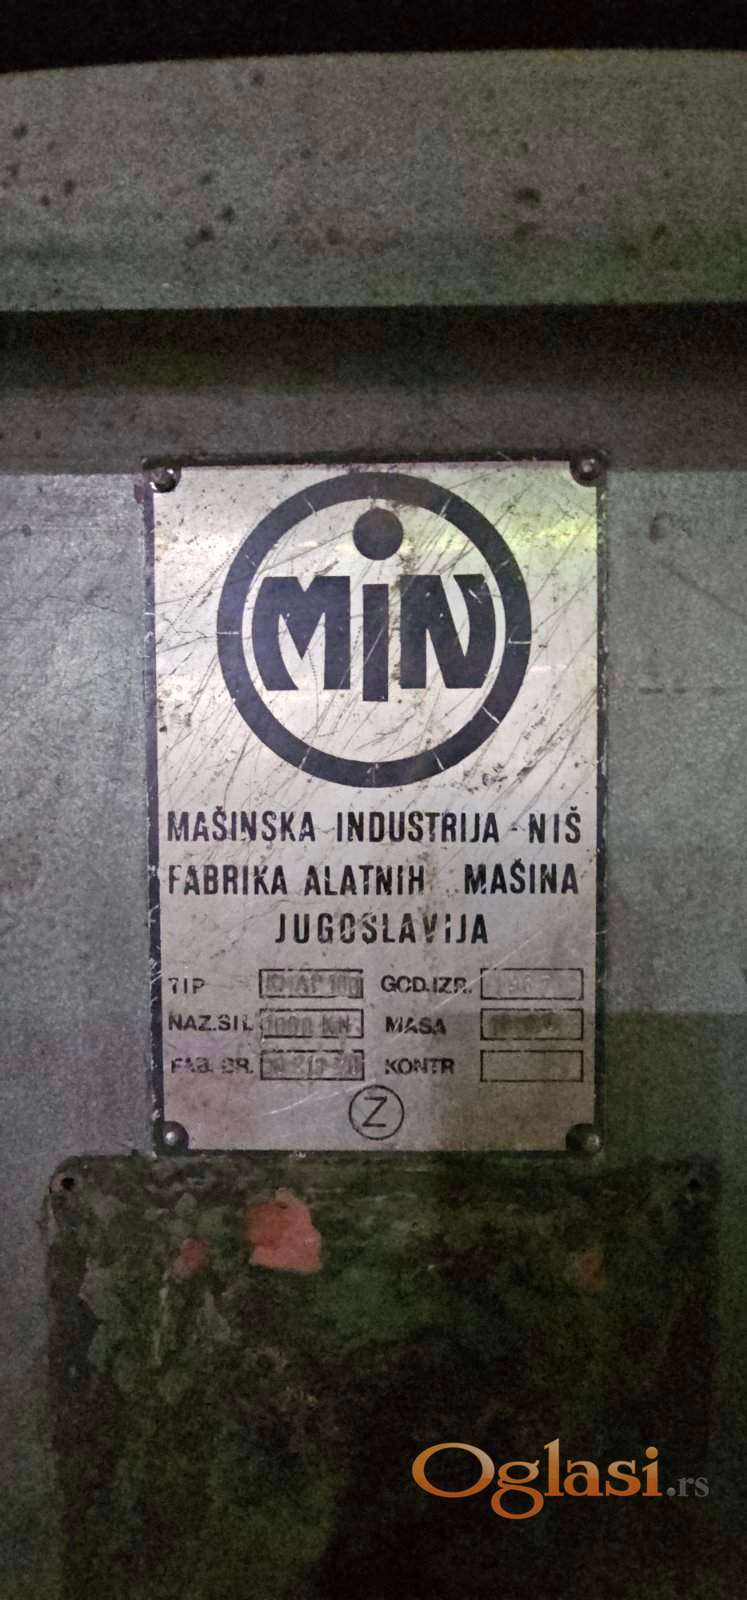 MIN
MAŠINSKA INDUSTRIJA - NIŠ
FABRIKA ALATNIH MAŠINA
JUGOSLAVIJA
TIP GOD.IZR.
NAZ.SIL 1000 KN MASA
FAB. BR. KONTR
Z
Oglasi.rs